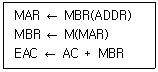 MAR ← MBR(ADDR)
MBR ← M(MAR)
EAC ← AC + MBR